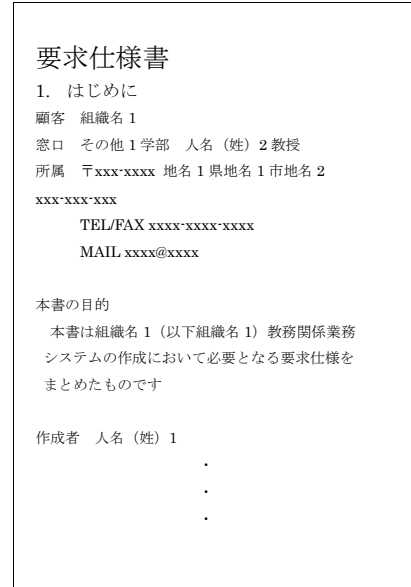 要求仕様書
1. はじめに
顧客 組織名 1
窓口 その他 1 学部 人名（姓）2 教授
所属 〒xxx-xxxx 地名 1 県地名 1 市地名 2
xxx-xxx-xxx
TEL/FAX xxxx-xxxx-xxxx
MAIL xxxx@xxxx
本書の目的
本書は組織名 1（以下組織名 1）教務関係業務
システムの作成において必要となる要求仕様を
まとめたものです
作成者 人名（姓）1
・
・
・